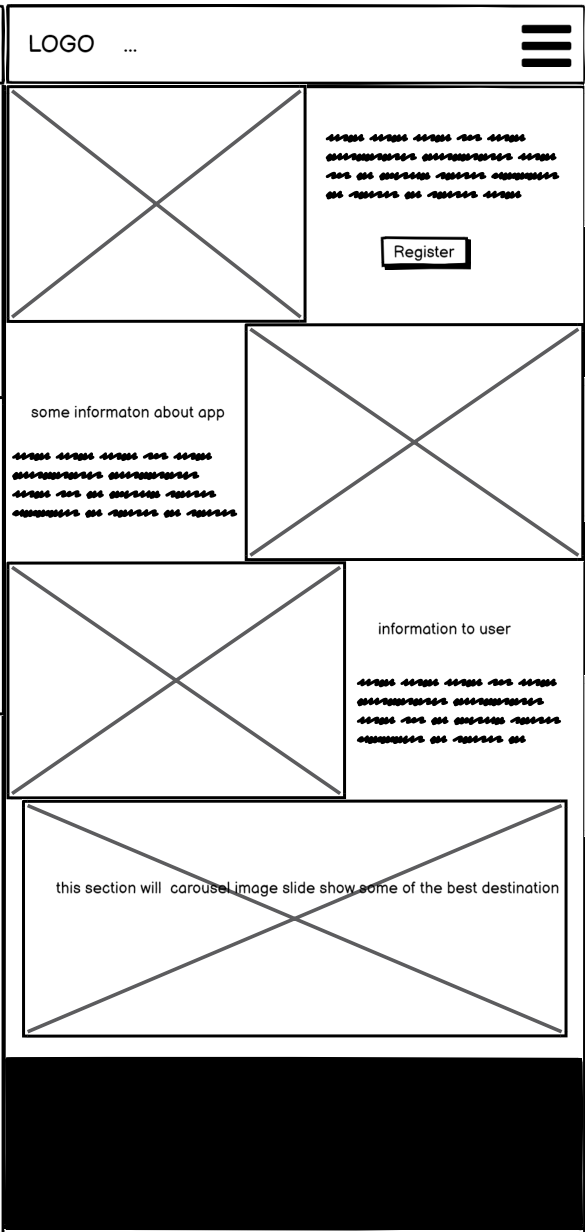 LOGO ...
Register
some informaton about app
information to user
this section will carousel image slide show some of the best destination